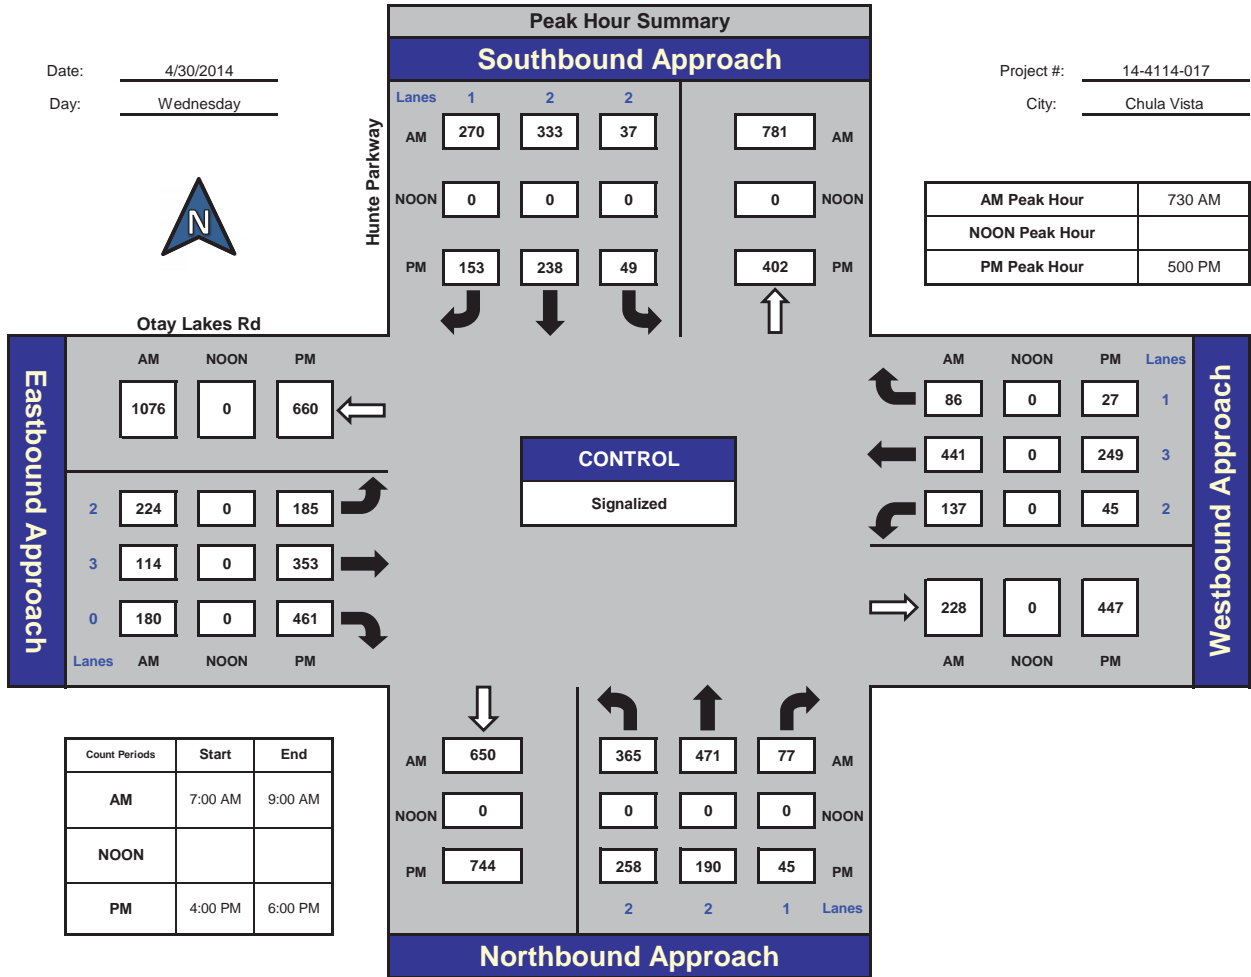 Peak Hour Summary
Southbound Approach
Date: 4/30/2014
Day: Wednesday
Project #: 14-4114-017
City: Chula Vista
Hunte Parkway
Lanes 1 2 2
AM 270 333 37 781 AM
NOON 0 0 0 0 NOON
PM 153 238 49 402 PM
N
AM Peak Hour 730 AM
NOON Peak Hour
PM Peak Hour 500 PM
Otay Lakes Rd
Eastbound Approach
AM NOON PM
1076 0 660
2 224 0 185
3 114 0 353
0 180 0 461
Lanes AM NOON PM
CONTROL
Signalized
AM NOON PM Lanes
86 0 27 1
441 0 249 3
137 0 45 2
228 0 447
AM NOON PM
Westbound Approach
AM 650 365 471 77 AM
NOON 0 0 0 0 NOON
PM 744 258 190 45 PM
2 2 1 Lanes
Northbound Approach
Count Periods Start End
AM 7:00 AM 9:00 AM
NOON
PM 4:00 PM 6:00 PM